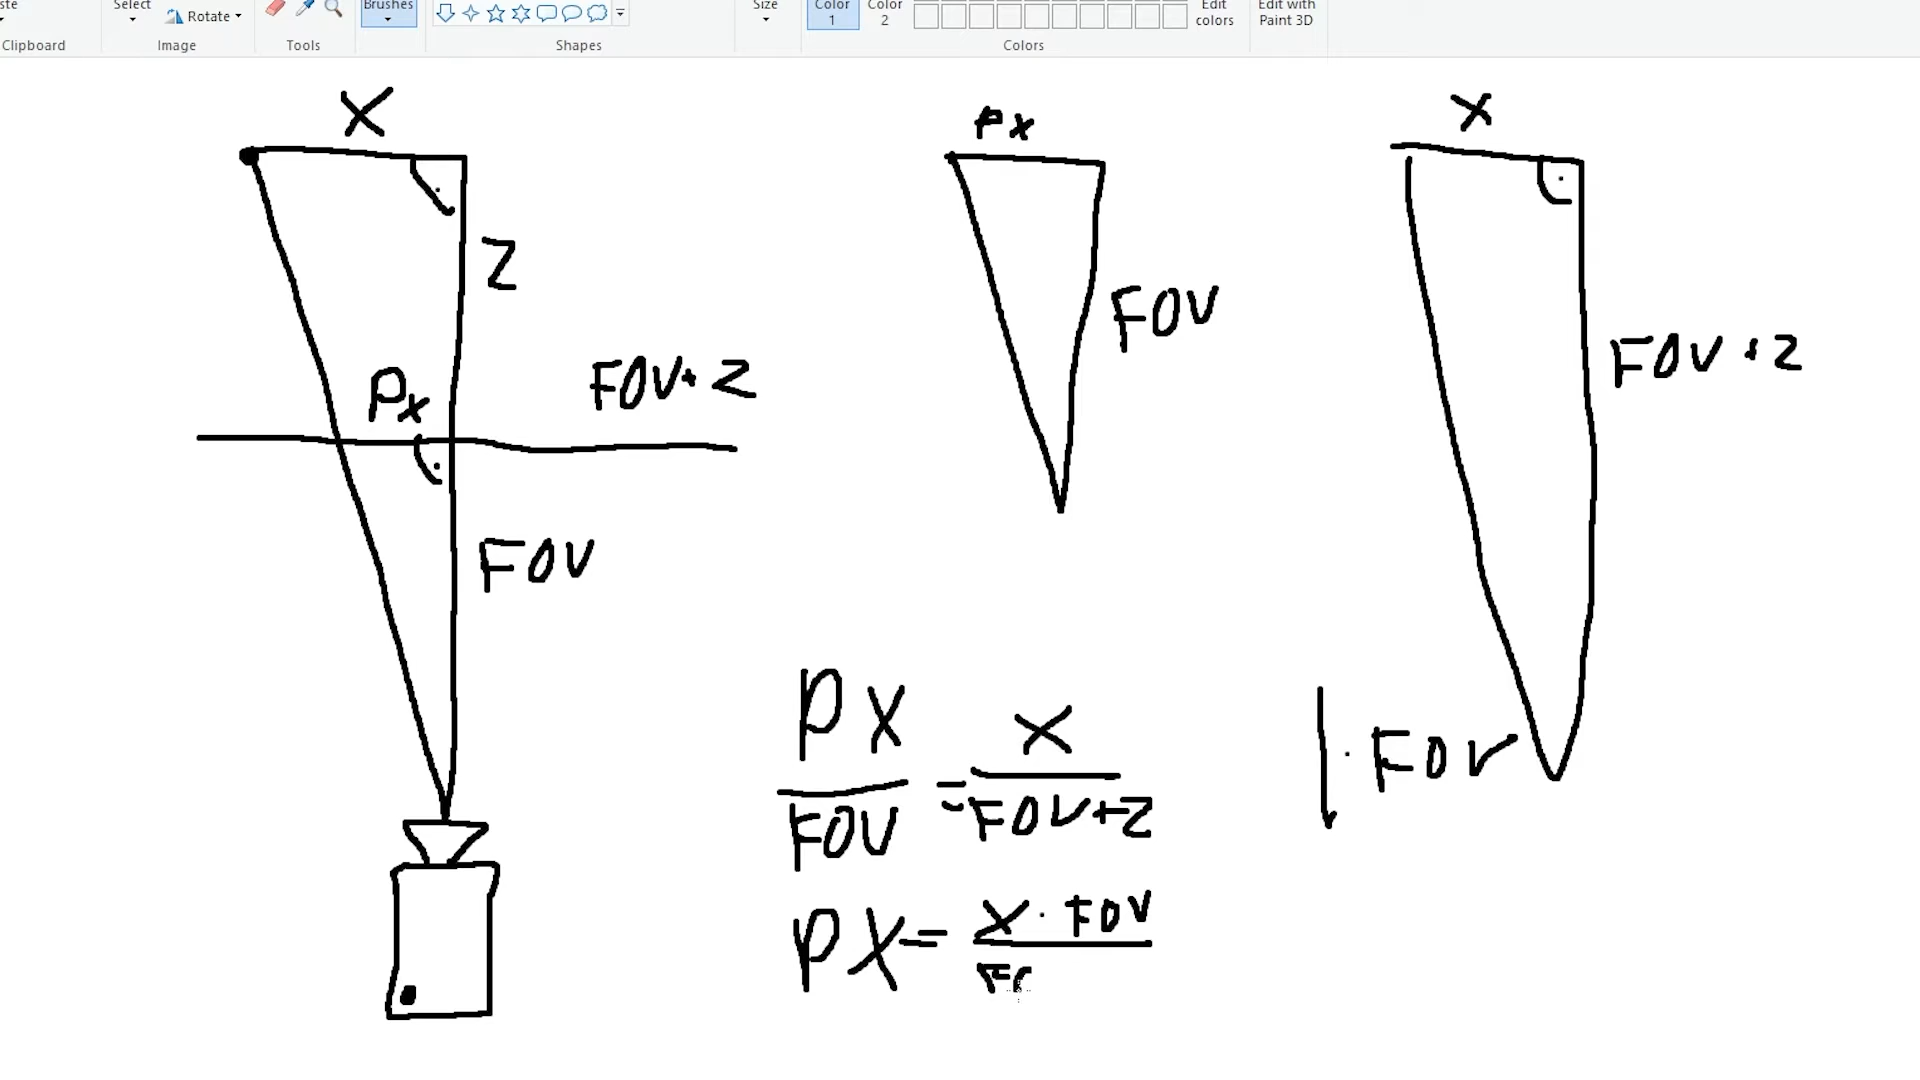 Select
Rotate
Brushes
Size
Color 1
Color 2
Edit colors
Edit with Paint 3D
Clipboard
Image
Tools
Shapes
Colors
X
Z
Px
FOV+Z
FOV
Px
FOV
X
FOV+Z
PX/FOV = X/FOV+Z
| · FOV
PX = X · FOV/